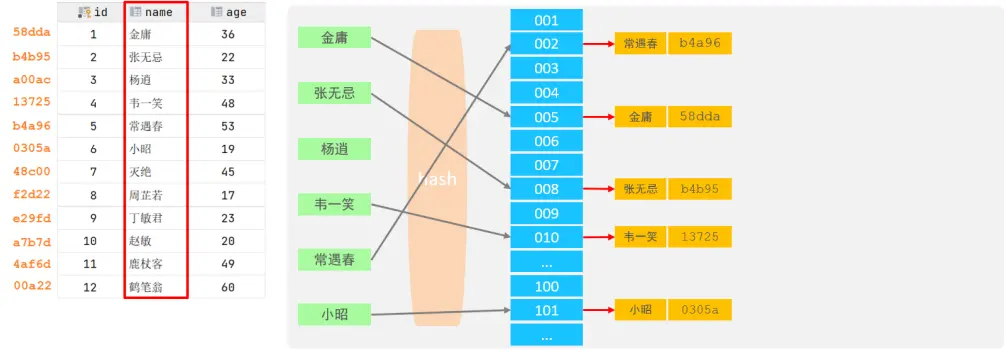 id name age
58dda 1 金庸 36
b4b95 2 张无忌 22
a00ac 3 杨逍 33
13725 4 韦一笑 48
b4a96 5 常遇春 53
0305a 6 小昭 19
48c00 7 灭绝 45
f2d22 8 周芷若 17
e29fd 9 丁敏君 23
a7b7d 10 赵敏 20
4af6d 11 鹿杖客 49
00a22 12 鹤笔翁 60
金庸
张无忌
杨逍
韦一笑
常遇春
小昭
hash
001
002
003
004
005
006
007
008
009
010
...
100
101
...
常遇春 b4a96
金庸 58dda
张无忌 b4b95
韦一笑 13725
小昭 0305a